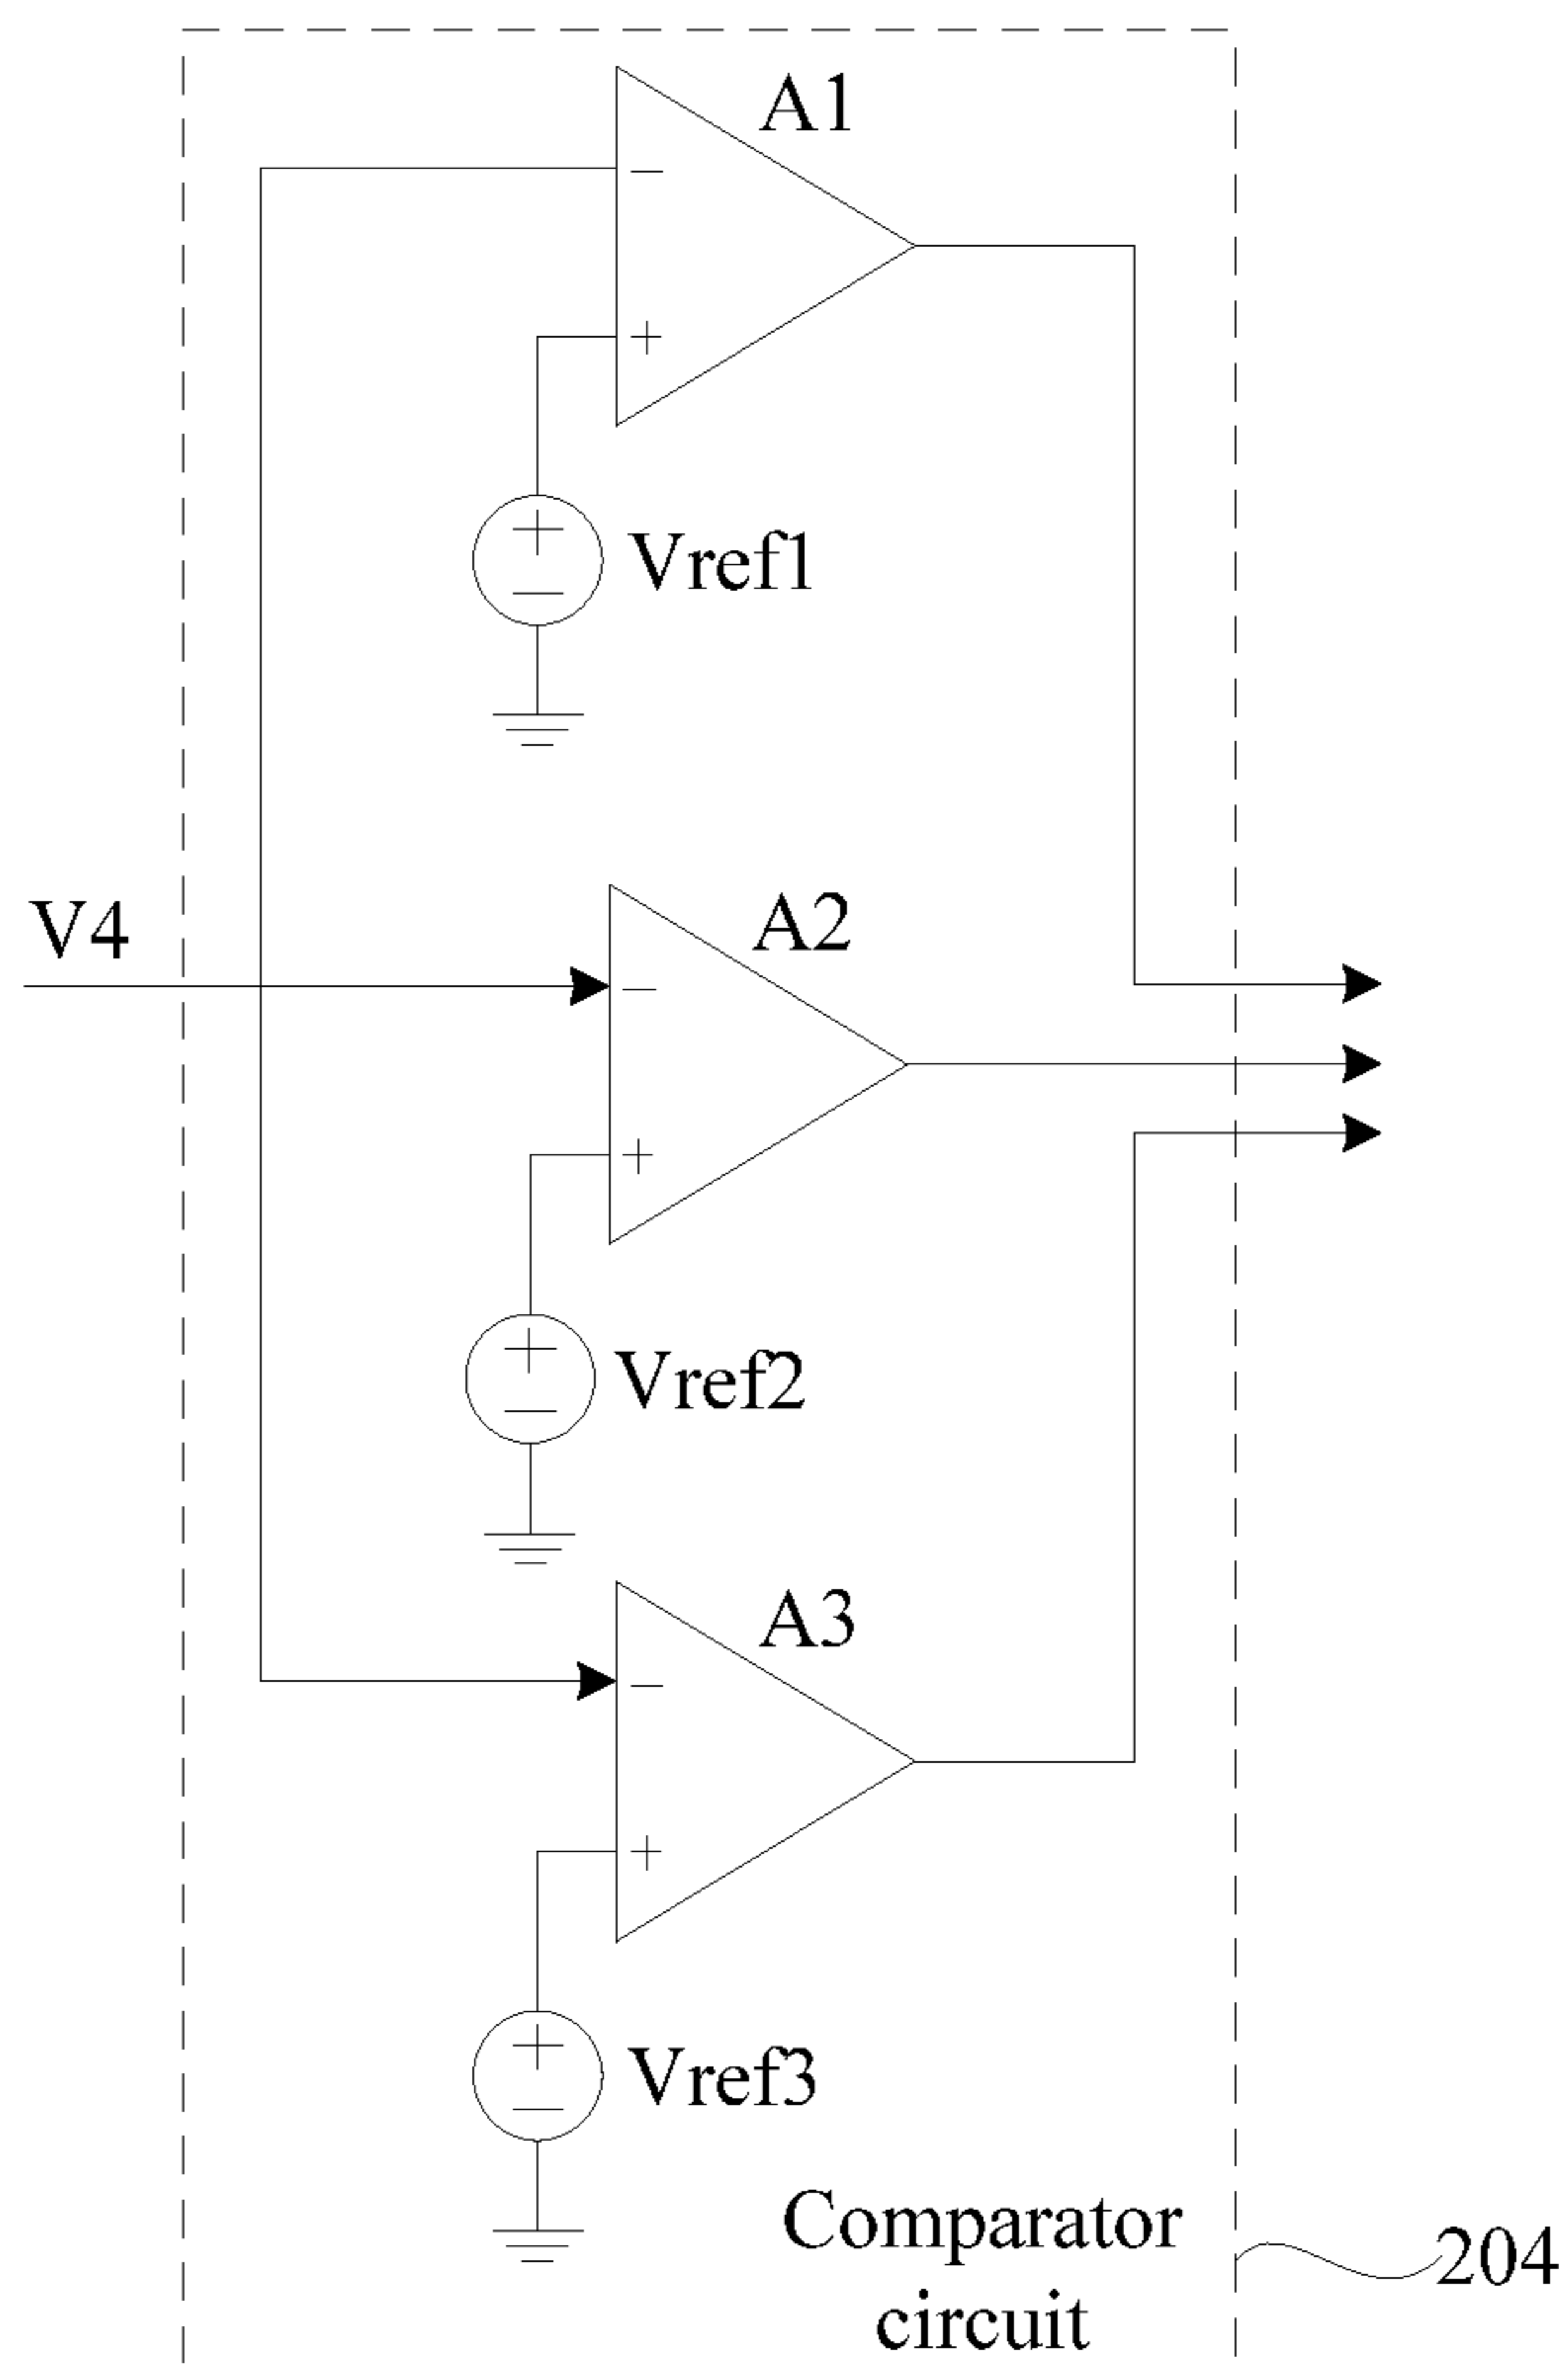 A1
−
+
+
−
Vref1
V4
A2
−
+
+
−
Vref2
A3
−
+
+
−
Vref3
Comparator
circuit
204